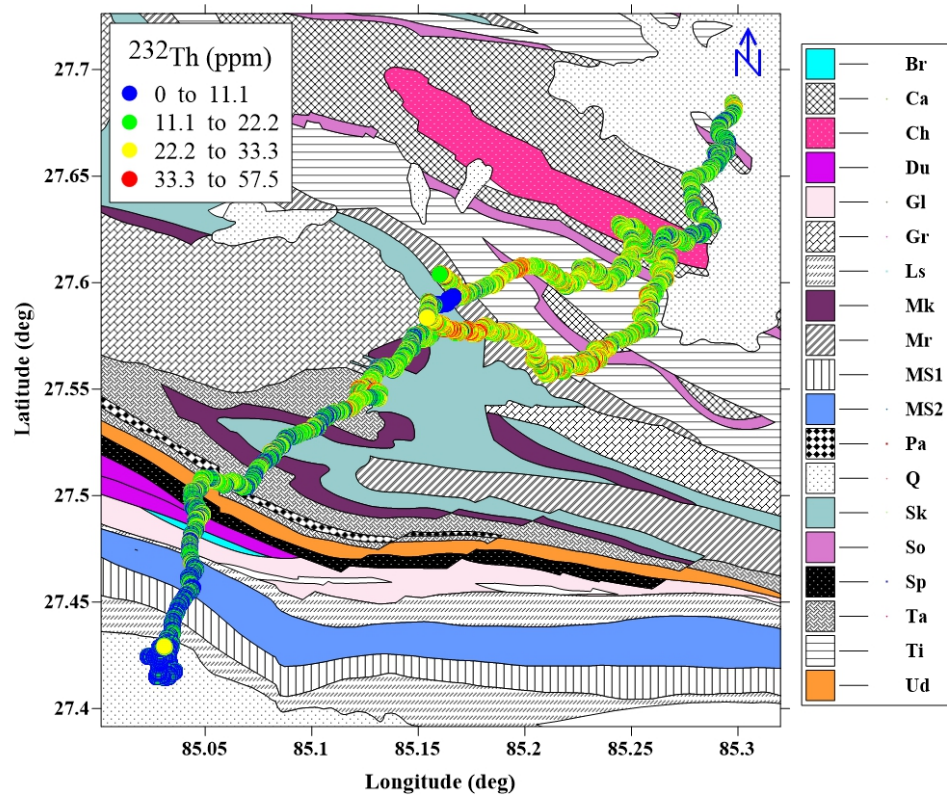 ²³²Th (ppm)
0 to 11.1
11.1 to 22.2
22.2 to 33.3
33.3 to 57.5
N
27.7
27.65
27.6
27.55
27.5
27.45
27.4
Latitude (deg)
85.05
85.1
85.15
85.2
85.25
85.3
Longitude (deg)
Br
Ca
Ch
Du
Gl
Gr
Ls
Mk
Mr
MS1
MS2
Pa
Q
Sk
So
Sp
Ta
Ti
Ud